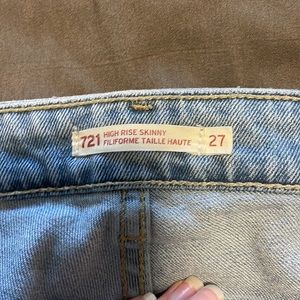 721 HIGH RISE SKINNY 27
FILIFORME TAILLE HAUTE